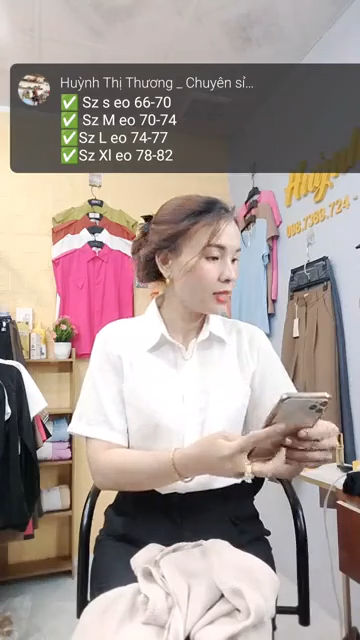 Huỳnh Thị Thương _ Chuyên sỉ...
✅ Sz s eo 66-70
✅ Sz M eo 70-74
✅Sz L eo 74-77
✅Sz Xl eo 78-82
Huỳnh